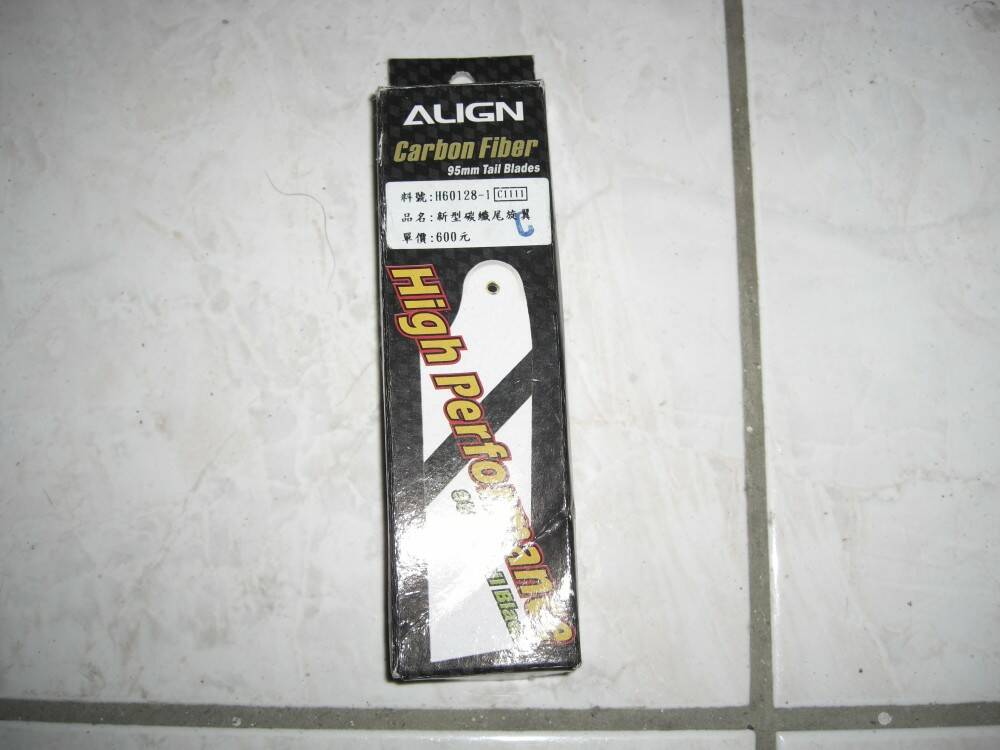 ALIGN
Carbon Fiber
95mm Tail Blades
料號:H60128-1 C1111
品名:新型碳纖尾旋翼
單價:600元
High Performance